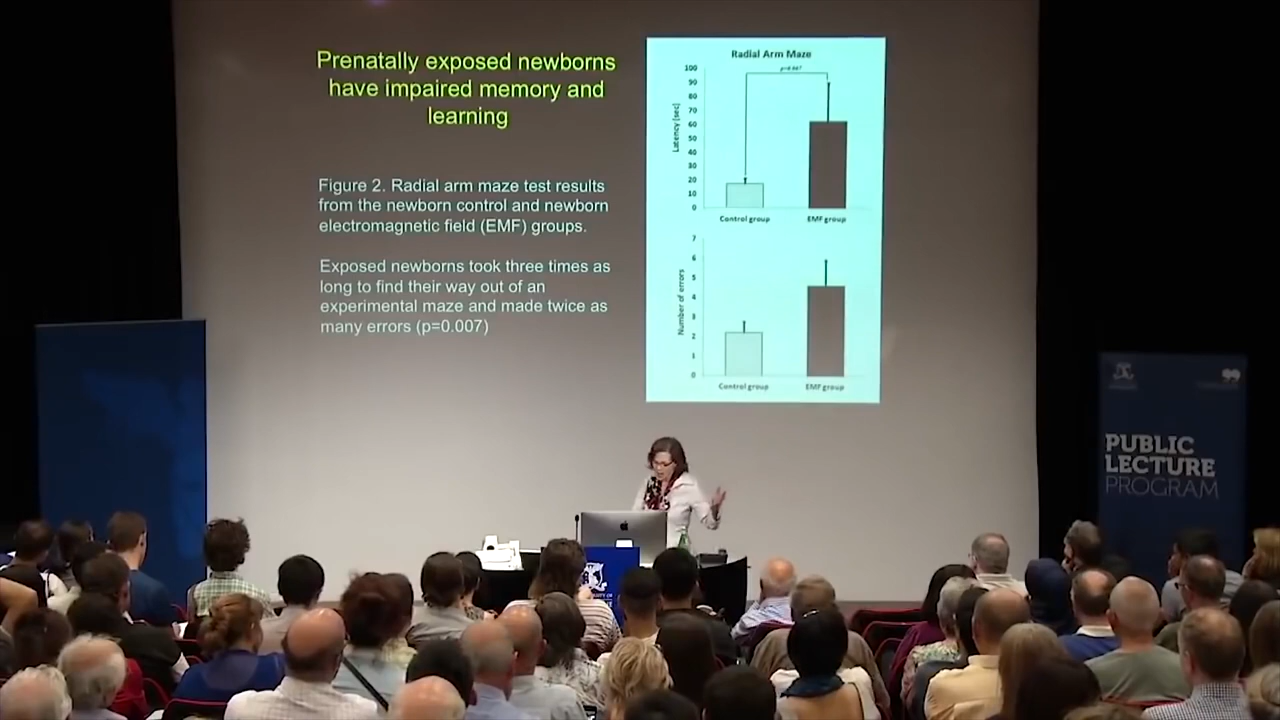 Prenatally exposed newborns
have impaired memory and
learning
Figure 2. Radial arm maze test results
from the newborn control and newborn
electromagnetic field (EMF) groups.
Exposed newborns took three times as
long to find their way out of an
experimental maze and made twice as
many errors (p=0.007)
Radial Arm Maze
100
90
80
70
60
50
40
30
20
10
0
Latency [sec]
Control group EMF group
7
6
5
4
3
2
1
0
Number of errors
Control group EMF group
PUBLIC
LECTURE
PROGRAM